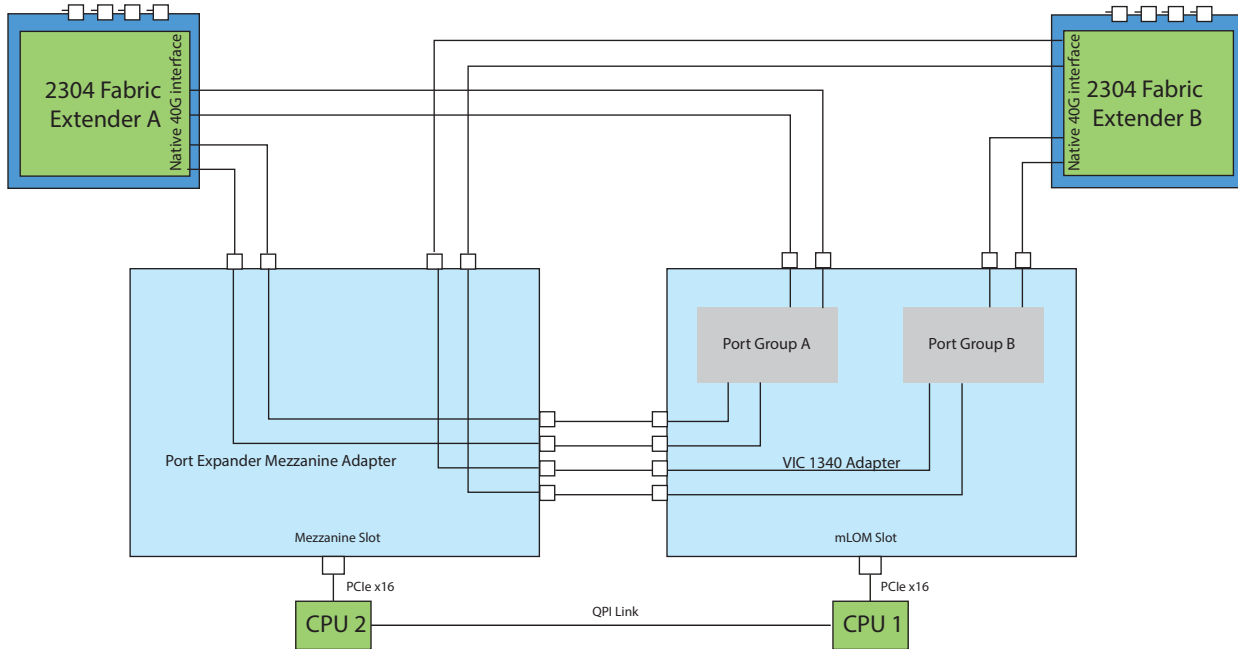 2304 Fabric
Extender A
Native 40G interface
Native 40G interface
2304 Fabric
Extender B
Port Group A
Port Group B
Port Expander Mezzanine Adapter
VIC 1340 Adapter
Mezzanine Slot
mLOM Slot
PCIe x16
PCIe x16
QPI Link
CPU 2
CPU 1